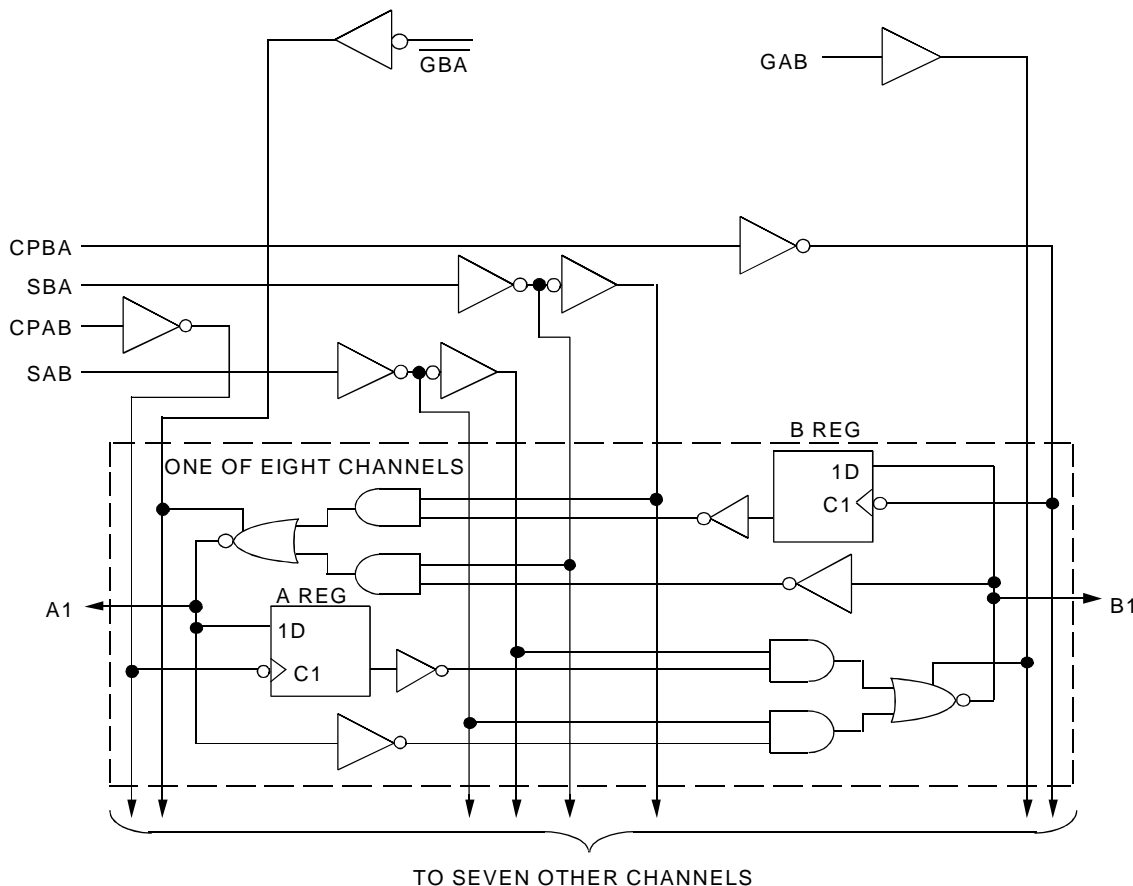 GBA
GAB
CPBA
SBA
CPAB
SAB
B REG
ONE OF EIGHT CHANNELS
1D
C1
A REG
A1
B1
1D
C1
TO SEVEN OTHER CHANNELS